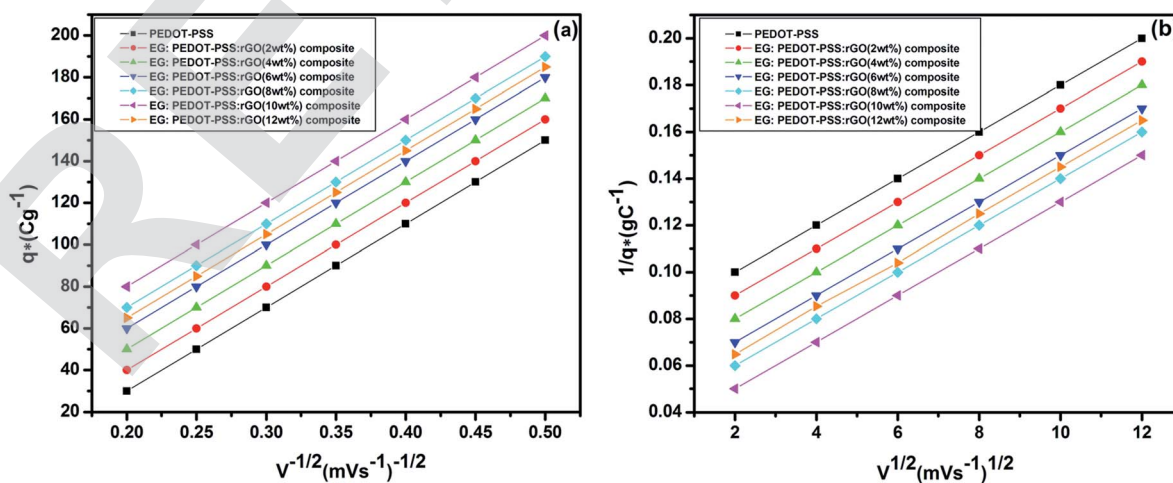 (a)
PEDOT-PSS
EG: PEDOT-PSS:rGO(2wt%) composite
EG: PEDOT-PSS:rGO(4wt%) composite
EG: PEDOT-PSS:rGO(6wt%) composite
EG: PEDOT-PSS:rGO(8wt%) composite
EG: PEDOT-PSS:rGO(10wt%) composite
EG: PEDOT-PSS:rGO(12wt%) composite
q*(Cg⁻¹)
200
180
160
140
120
100
80
60
40
20
0.20 0.25 0.30 0.35 0.40 0.45 0.50
V⁻¹/²(mVs⁻¹)⁻¹/²
(b)
PEDOT-PSS
EG: PEDOT-PSS:rGO(2wt%) composite
EG: PEDOT-PSS:rGO(4wt%) composite
EG: PEDOT-PSS:rGO(6wt%) composite
EG: PEDOT-PSS:rGO(8wt%) composite
EG: PEDOT-PSS:rGO(10wt%) composite
EG: PEDOT-PSS:rGO(12wt%) composite
1/q*(gC⁻¹)
0.20
0.18
0.16
0.14
0.12
0.10
0.08
0.06
0.04
2 4 6 8 10 12
V¹/²(mVs⁻¹)¹/²